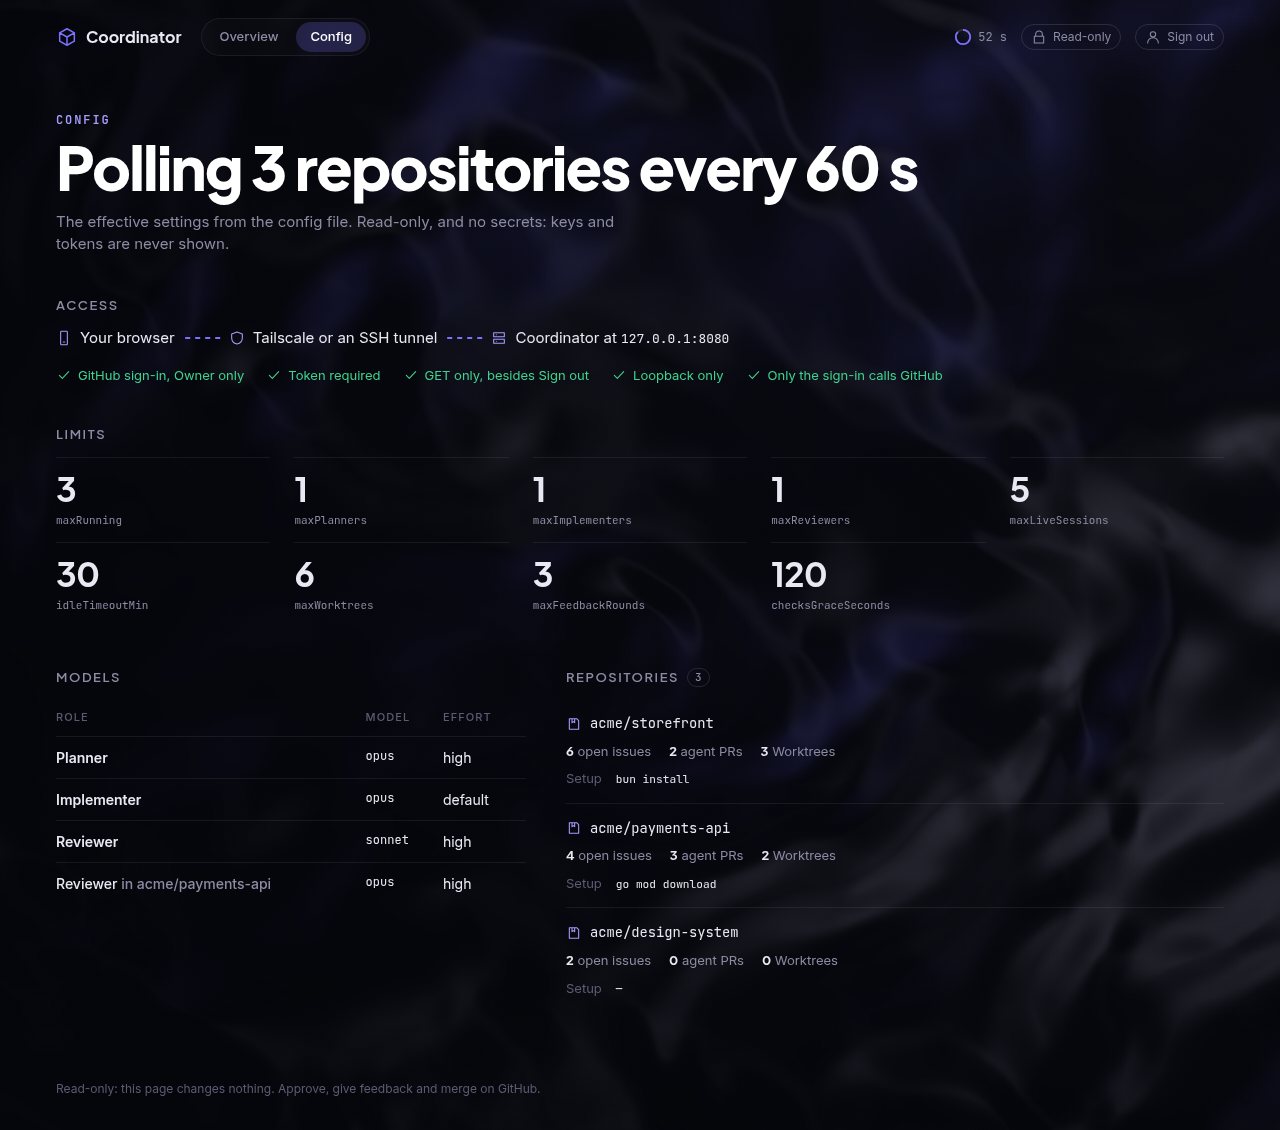 Coordinator
Overview
Config
52 s
Read-only
Sign out
CONFIG
Polling 3 repositories every 60 s
The effective settings from the config file. Read-only, and no secrets: keys and
tokens are never shown.
ACCESS
Your browser
Tailscale or an SSH tunnel
Coordinator at 127.0.0.1:8080
GitHub sign-in, Owner only
Token required
GET only, besides Sign out
Loopback only
Only the sign-in calls GitHub
LIMITS
3
maxRunning
1
maxPlanners
1
maxImplementers
1
maxReviewers
5
maxLiveSessions
30
idleTimeoutMin
6
maxWorktrees
3
maxFeedbackRounds
120
checksGraceSeconds
MODELS
ROLE MODEL EFFORT
Planner opus high
Implementer opus default
Reviewer sonnet high
Reviewer in acme/payments-api opus high
REPOSITORIES 3
acme/storefront
6 open issues 2 agent PRs 3 Worktrees
Setup bun install
acme/payments-api
4 open issues 3 agent PRs 2 Worktrees
Setup go mod download
acme/design-system
2 open issues 0 agent PRs 0 Worktrees
Setup —
Read-only: this page changes nothing. Approve, give feedback and merge on GitHub.